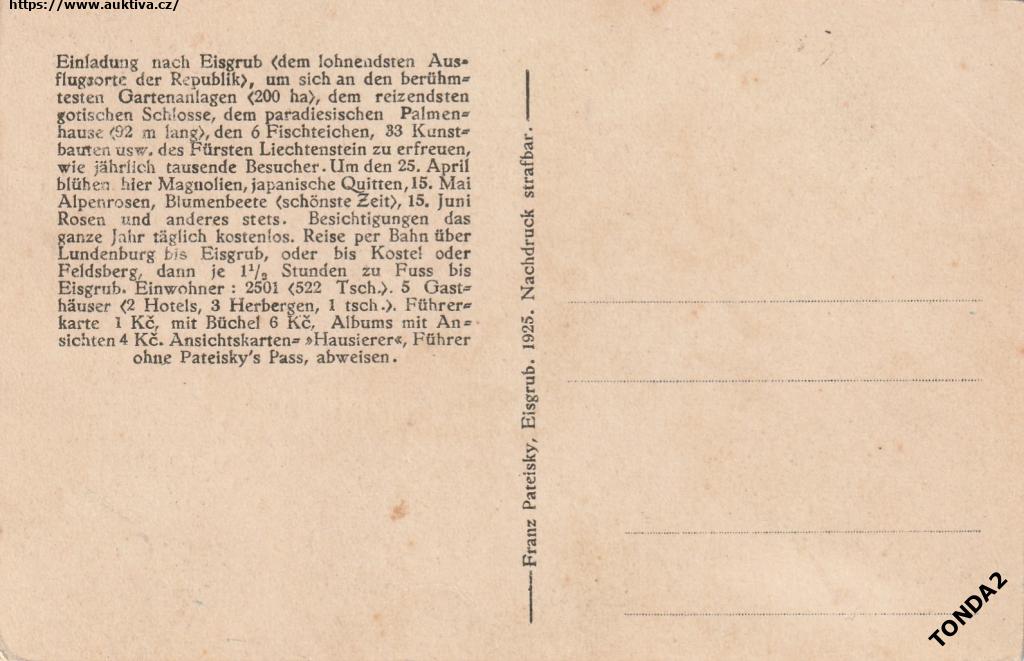 https://www.auktiva.cz/
Einladung nach Eisgrub (dem lohnendsten Aus=
flugsorte der Republik), um sich an den berühm=
testen Gartenanlagen (200 ha), dem reizendsten
gotischen Schlosse, dem paradiesischen Palmen=
hause (92 m lang), den 6 Fischteichen, 33 Kunst=
bauten usw. des Fürsten Liechtenstein zu erfreuen,
wie jährlich tausende Besucher. Um den 25. April
blühen hier Magnolien, japanische Quitten, 15. Mai
Alpenrosen, Blumenbeete (schönste Zeit), 15. Juni
Rosen und anderes stets. Besichtigungen das
ganze Jahr täglich kostenlos. Reise per Bahn über
Lundenburg bis Eisgrub, oder bis Kostel oder
Feldsberg, dann je 1½ Stunden zu Fuss bis
Eisgrub. Einwohner : 2501 (522 Tsch.). 5 Gast=
häuser (2 Hotels, 3 Herbergen, 1 tsch.). Führer=
karte 1 Kč, mit Büchel 6 Kč, Albums mit An=
sichten 4 Kč. Ansichtskarten= »Hausierer«, Führer
ohne Pateisky's Pass, abweisen.
Franz Pateisky, Eisgrub. 1925. Nachdruck strafbar.
TONDA2